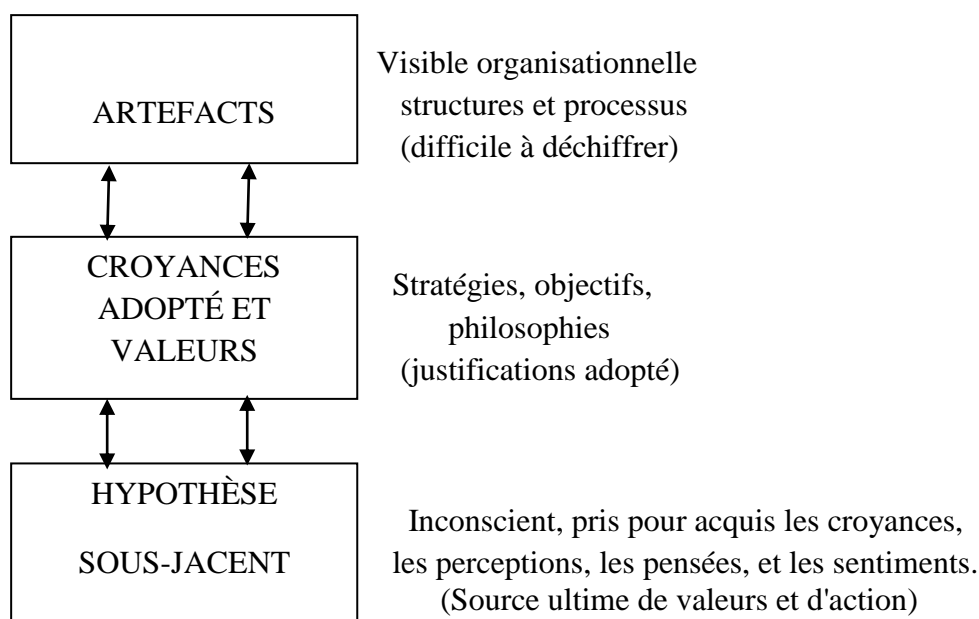 ARTEFACTS
Visible organisationnelle
structures et processus
(difficile à déchiffrer)
CROYANCES
ADOPTÉ ET
VALEURS
Stratégies, objectifs,
philosophies
(justifications adopté)
HYPOTHÈSE
SOUS-JACENT
Inconscient, pris pour acquis les croyances,
les perceptions, les pensées, et les sentiments.
(Source ultime de valeurs et d'action)